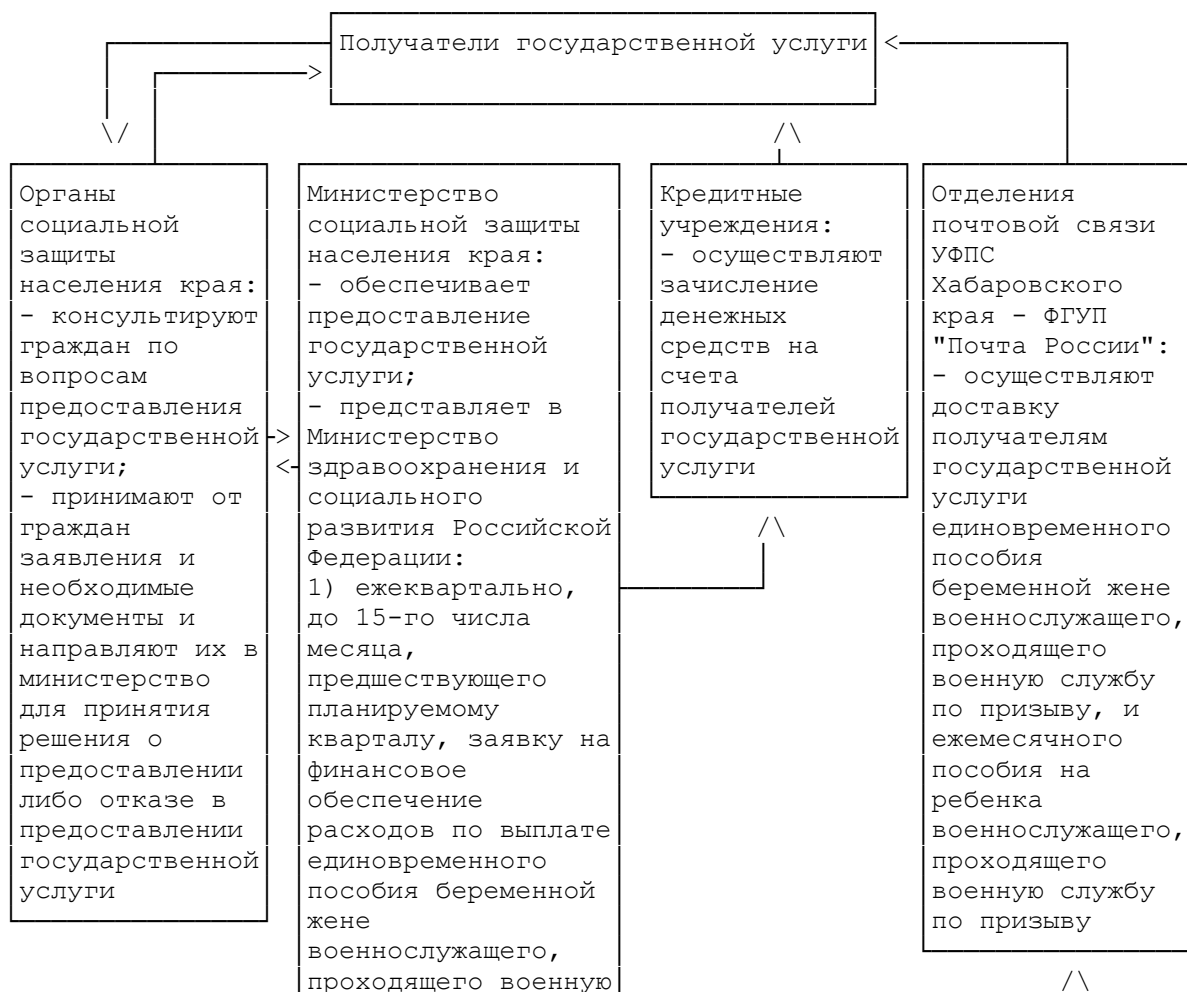 Получатели государственной услуги
Органы
социальной
защиты
населения края:
- консультируют
граждан по
вопросам
предоставления
государственной
услуги;
- принимают от
граждан
заявления и
необходимые
документы и
направляют их в
министерство
для принятия
решения о
предоставлении
либо отказе в
предоставлении
государственной
услуги
Министерство
социальной защиты
населения края:
- обеспечивает
предоставление
государственной
услуги;
- представляет в
Министерство
здравоохранения и
социального
развития Российской
Федерации:
1) ежеквартально,
до 15-го числа
месяца,
предшествующего
планируемому
кварталу, заявку на
финансовое
обеспечение
расходов по выплате
единовременного
пособия беременной
жене
военнослужащего,
проходящего военную
Кредитные
учреждения:
- осуществляют
зачисление
денежных
средств на
счета
получателей
государственной
услуги
Отделения
почтовой связи
УФПС
Хабаровского
края - ФГУП
"Почта России":
- осуществляют
доставку
получателям
государственной
услуги
единовременного
пособия
беременной жене
военнослужащего,
проходящего
военную службу
по призыву, и
ежемесячного
пособия на
ребенка
военнослужащего,
проходящего
военную службу
по призыву